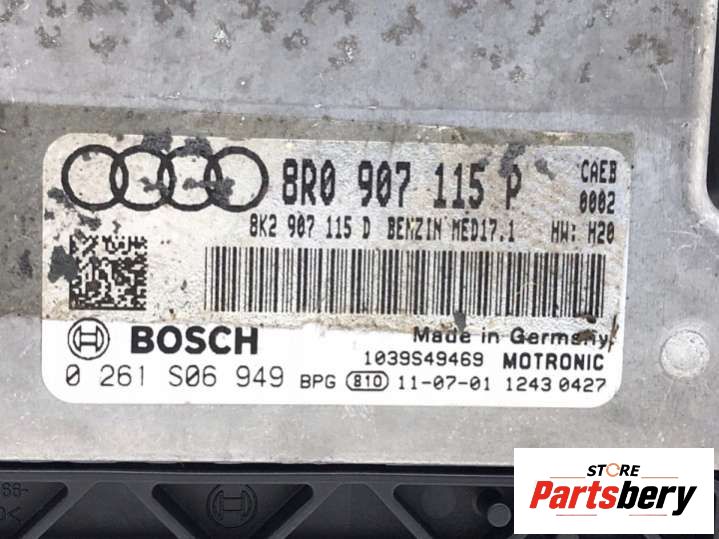 8R0 907 115 P CAEB
0002
8K2 907 115 D BENZIN MED17.1 HW: H20
BOSCH Made in Germany
1039S49469 MOTRONIC
0 261 S06 949 BPG 810 11-07-01 1243 0427
STORE
Partsbery